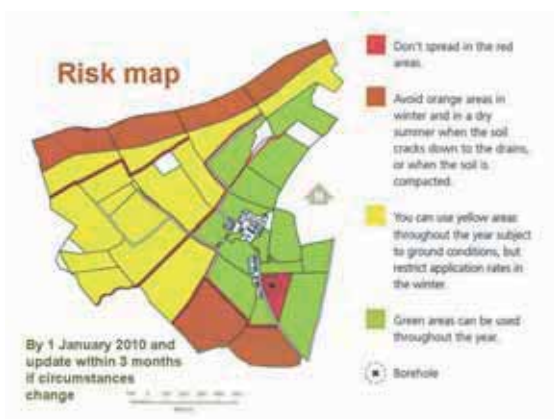 Risk map
Don't spread in the red
areas.
Avoid orange areas in
winter and in a dry
summer when the soil
cracks down to the drains,
or when the soil is
compacted.
You can use yellow areas
throughout the year subject
to ground conditions, but
restrict application rates in
the winter.
Green areas can be used
throughout the year.
Borehole
By 1 January 2010 and
update within 3 months
if circumstances
change